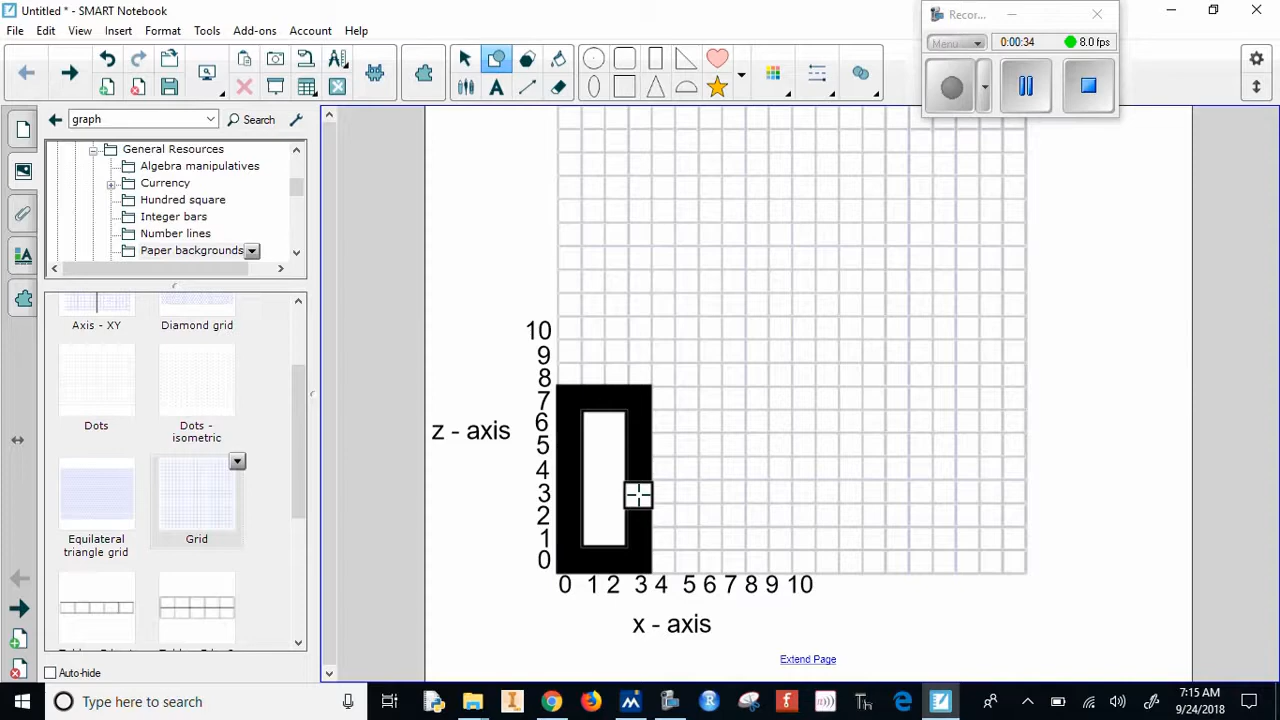 Untitled * - SMART Notebook
Recor...
File Edit View Insert Format Tools Add-ons Account Help
Menu 0:00:34 8.0 fps
graph Search
General Resources
Algebra manipulatives
Currency
Hundred square
Integer bars
Number lines
Paper backgrounds
Axis - XY Diamond grid
Dots Dots - isometric
Equilateral triangle grid Grid
Auto-hide
10
9
8
7
6
z - axis
5
4
3
2
1
0
0 1 2 3 4 5 6 7 8 9 10
x - axis
Extend Page
Type here to search
7:15 AM
9/24/2018